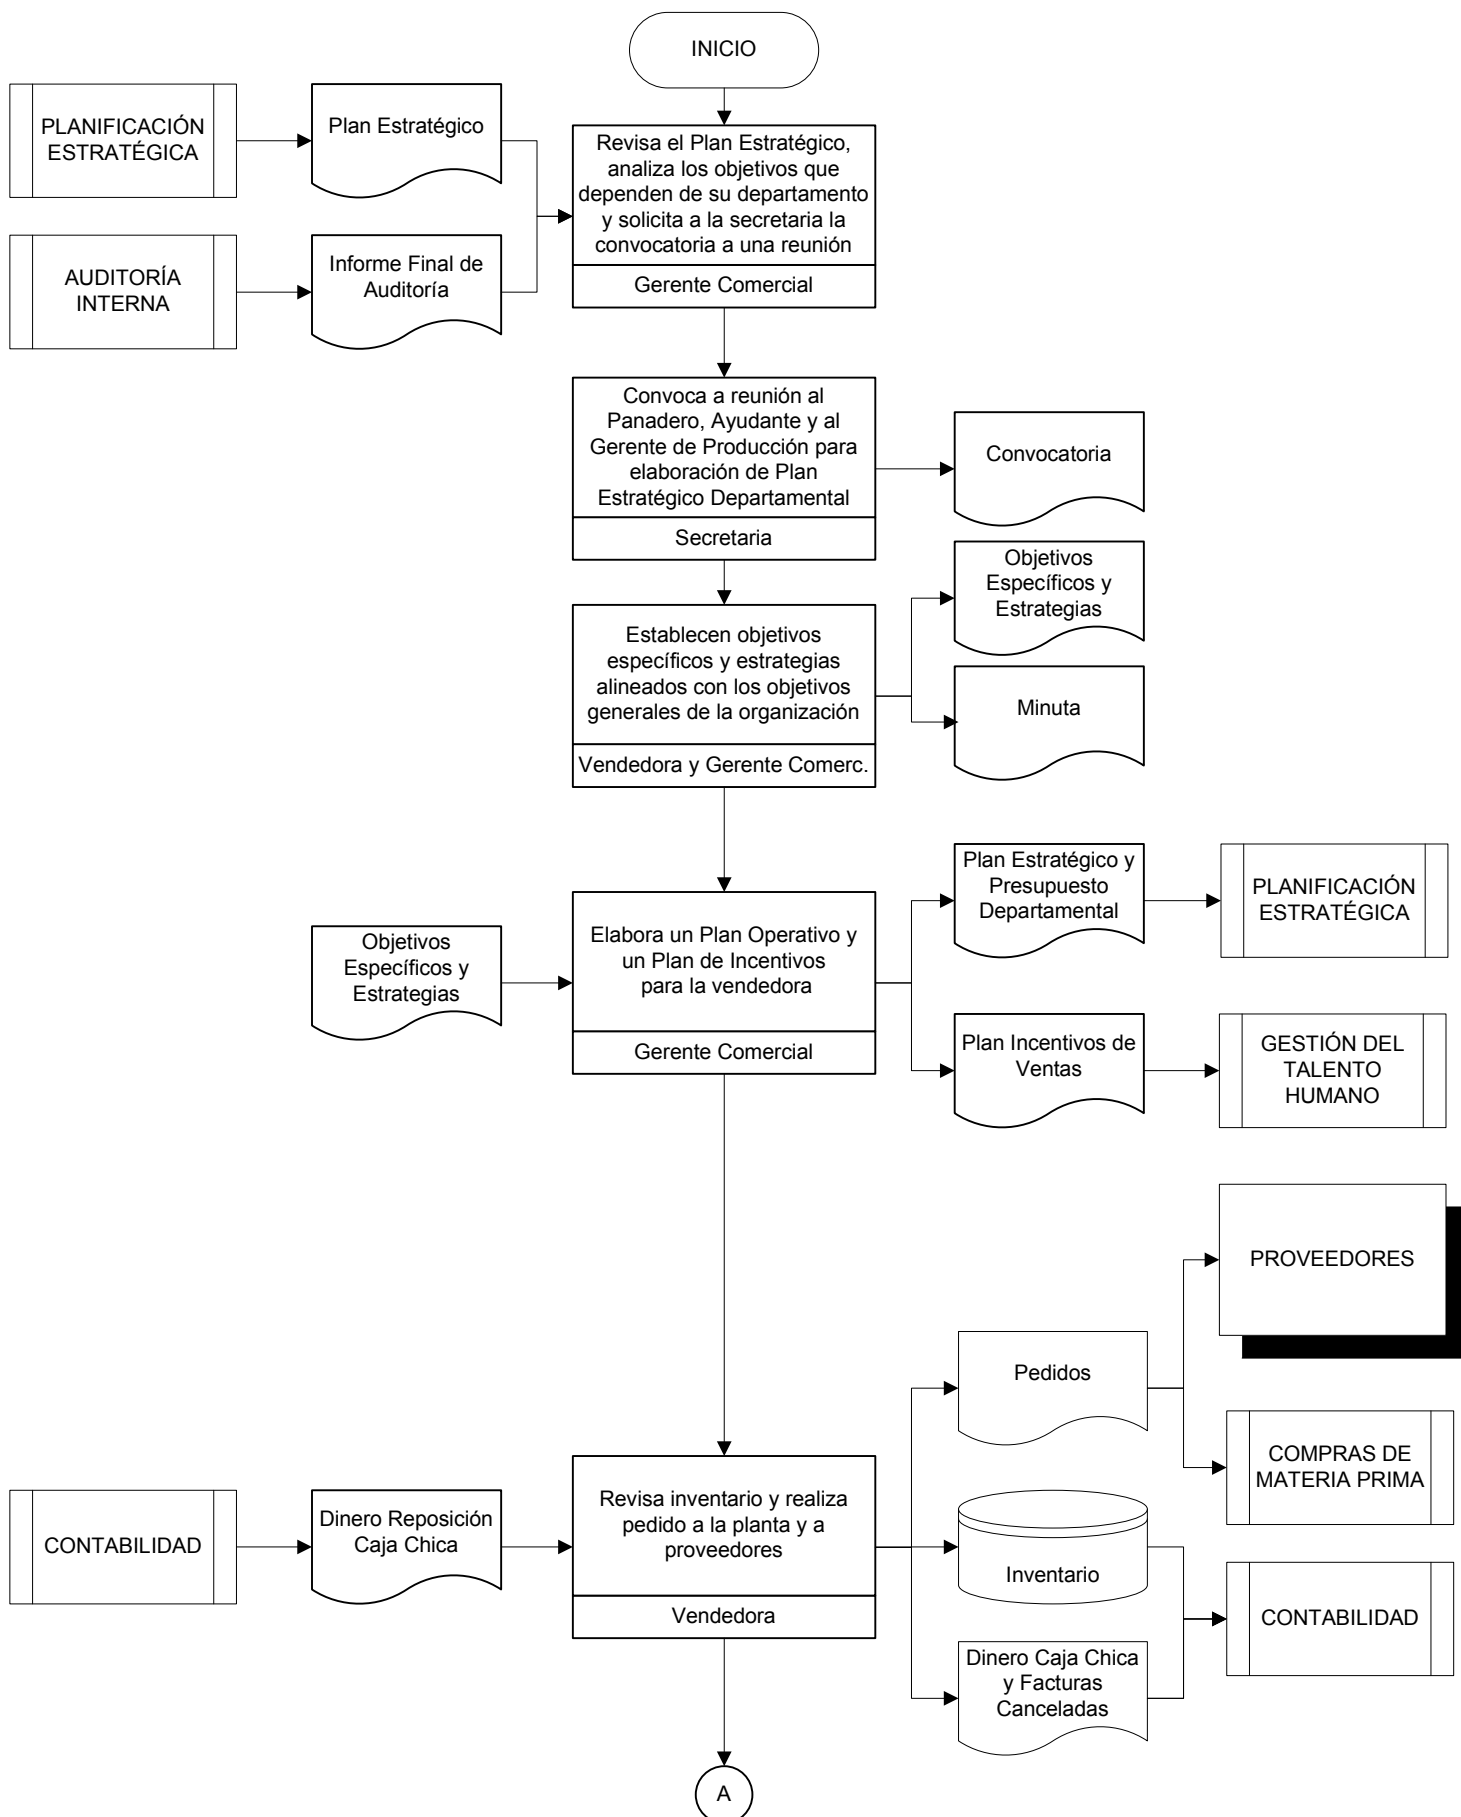 INICIO
PLANIFICACIÓN
ESTRATÉGICA
Plan Estratégico
Revisa el Plan Estratégico,
analiza los objetivos que
dependen de su departamento
y solicita a la secretaria la
convocatoria a una reunión
Gerente Comercial
AUDITORÍA
INTERNA
Informe Final de
Auditoría
Convoca a reunión al
Panadero, Ayudante y al
Gerente de Producción para
elaboración de Plan
Estratégico Departamental
Secretaria
Convocatoria
Objetivos
Específicos y
Estrategias
Establecen objetivos
específicos y estrategias
alineados con los objetivos
generales de la organización
Vendedora y Gerente Comerc.
Minuta
Plan Estratégico y
Presupuesto
Departamental
PLANIFICACIÓN
ESTRATÉGICA
Objetivos
Específicos y
Estrategias
Elabora un Plan Operativo y
un Plan de Incentivos
para la vendedora
Gerente Comercial
Plan Incentivos de
Ventas
GESTIÓN DEL
TALENTO
HUMANO
PROVEEDORES
Pedidos
COMPRAS DE
MATERIA PRIMA
CONTABILIDAD
Dinero Reposición
Caja Chica
Revisa inventario y realiza
pedido a la planta y a
proveedores
Vendedora
Inventario
CONTABILIDAD
Dinero Caja Chica
y Facturas
Canceladas
A